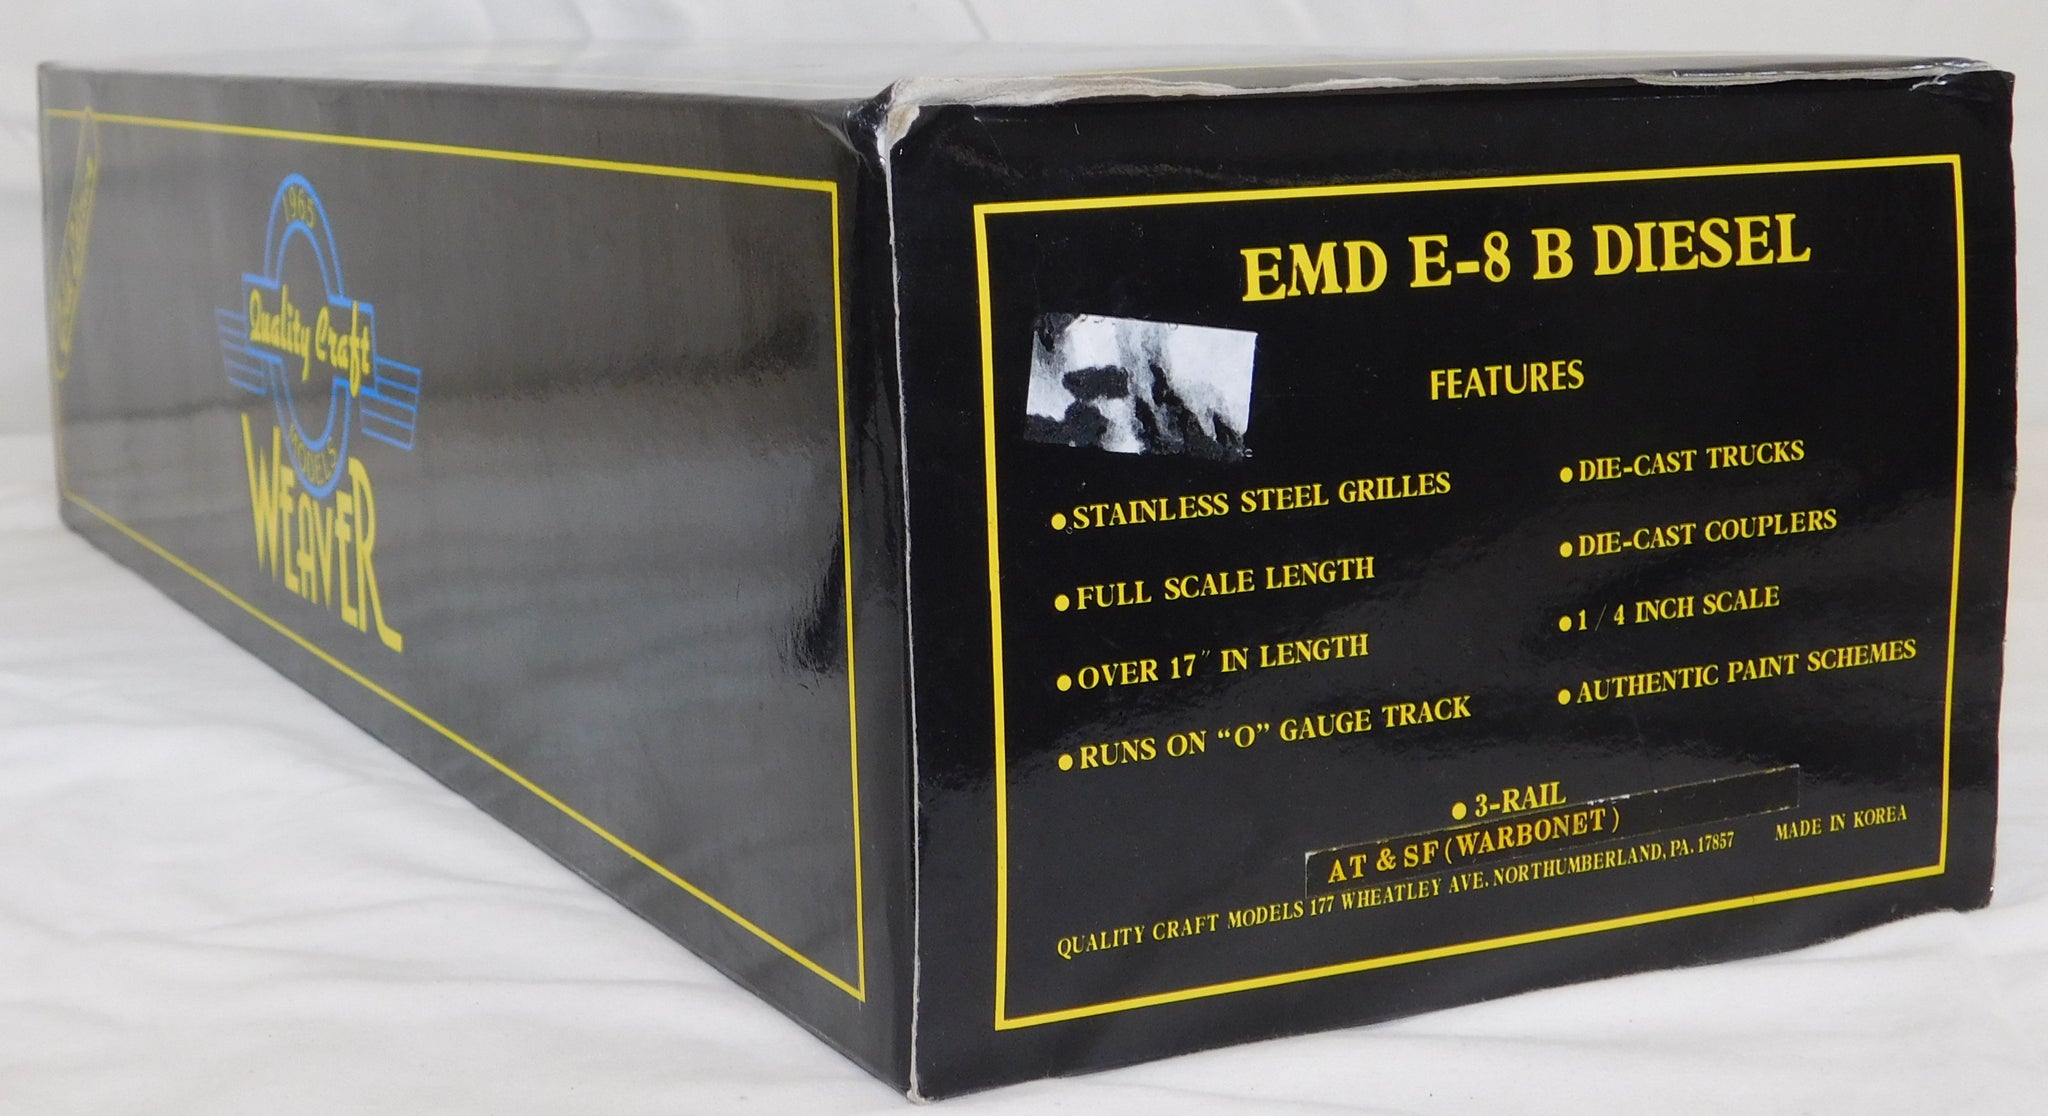 1965
Quality Craft
MODELS
WEAVER
EMD E-8 B DIESEL
FEATURES
● STAINLESS STEEL GRILLES
● FULL SCALE LENGTH
● OVER 17" IN LENGTH
● RUNS ON "O" GAUGE TRACK
● DIE-CAST TRUCKS
● DIE-CAST COUPLERS
● 1/4 INCH SCALE
● AUTHENTIC PAINT SCHEMES
● 3-RAIL
AT & SF (WARBONET)
QUALITY CRAFT MODELS 177 WHEATLEY AVE. NORTHUMBERLAND, PA. 17857
MADE IN KOREA